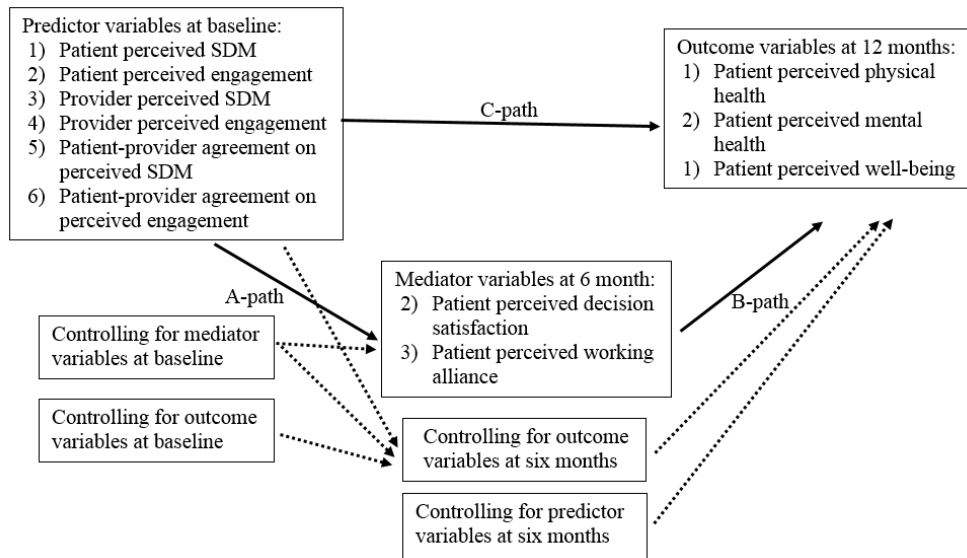 Predictor variables at baseline:
1) Patient perceived SDM
2) Patient perceived engagement
3) Provider perceived SDM
4) Provider perceived engagement
5) Patient-provider agreement on
perceived SDM
6) Patient-provider agreement on
perceived engagement
C-path
Outcome variables at 12 months:
1) Patient perceived physical
health
2) Patient perceived mental
health
1) Patient perceived well-being
A-path
Mediator variables at 6 month:
2) Patient perceived decision
satisfaction
3) Patient perceived working
alliance
B-path
Controlling for mediator
variables at baseline
Controlling for outcome
variables at baseline
Controlling for outcome
variables at six months
Controlling for predictor
variables at six months